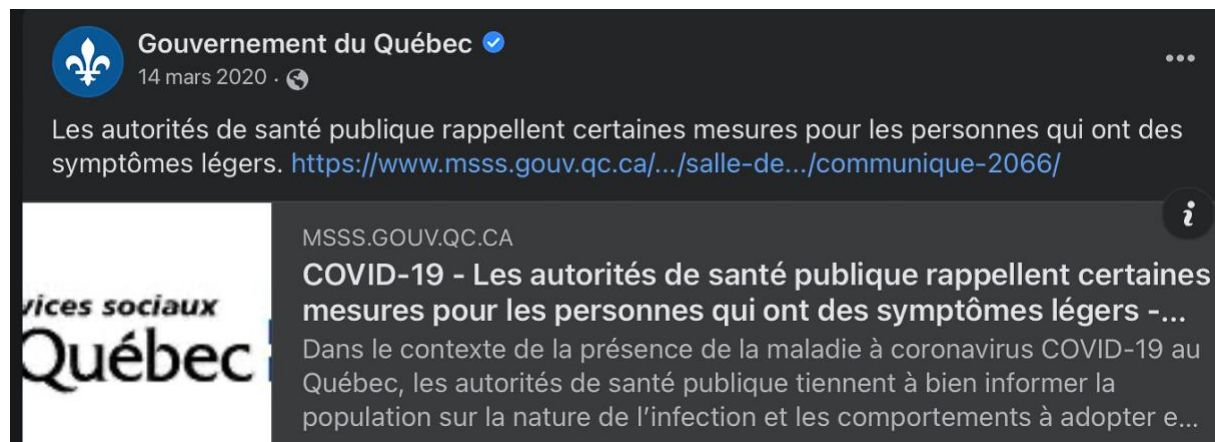 Gouvernement du Québec
14 mars 2020 ·
Les autorités de santé publique rappellent certaines mesures pour les personnes qui ont des
symptômes légers. https://www.msss.gouv.qc.ca/.../salle-de.../communique-2066/
vices sociaux
Québec
MSSS.GOUV.QC.CA
COVID-19 - Les autorités de santé publique rappellent certaines
mesures pour les personnes qui ont des symptômes légers -...
Dans le contexte de la présence de la maladie à coronavirus COVID-19 au
Québec, les autorités de santé publique tiennent à bien informer la
population sur la nature de l’infection et les comportements à adopter e...